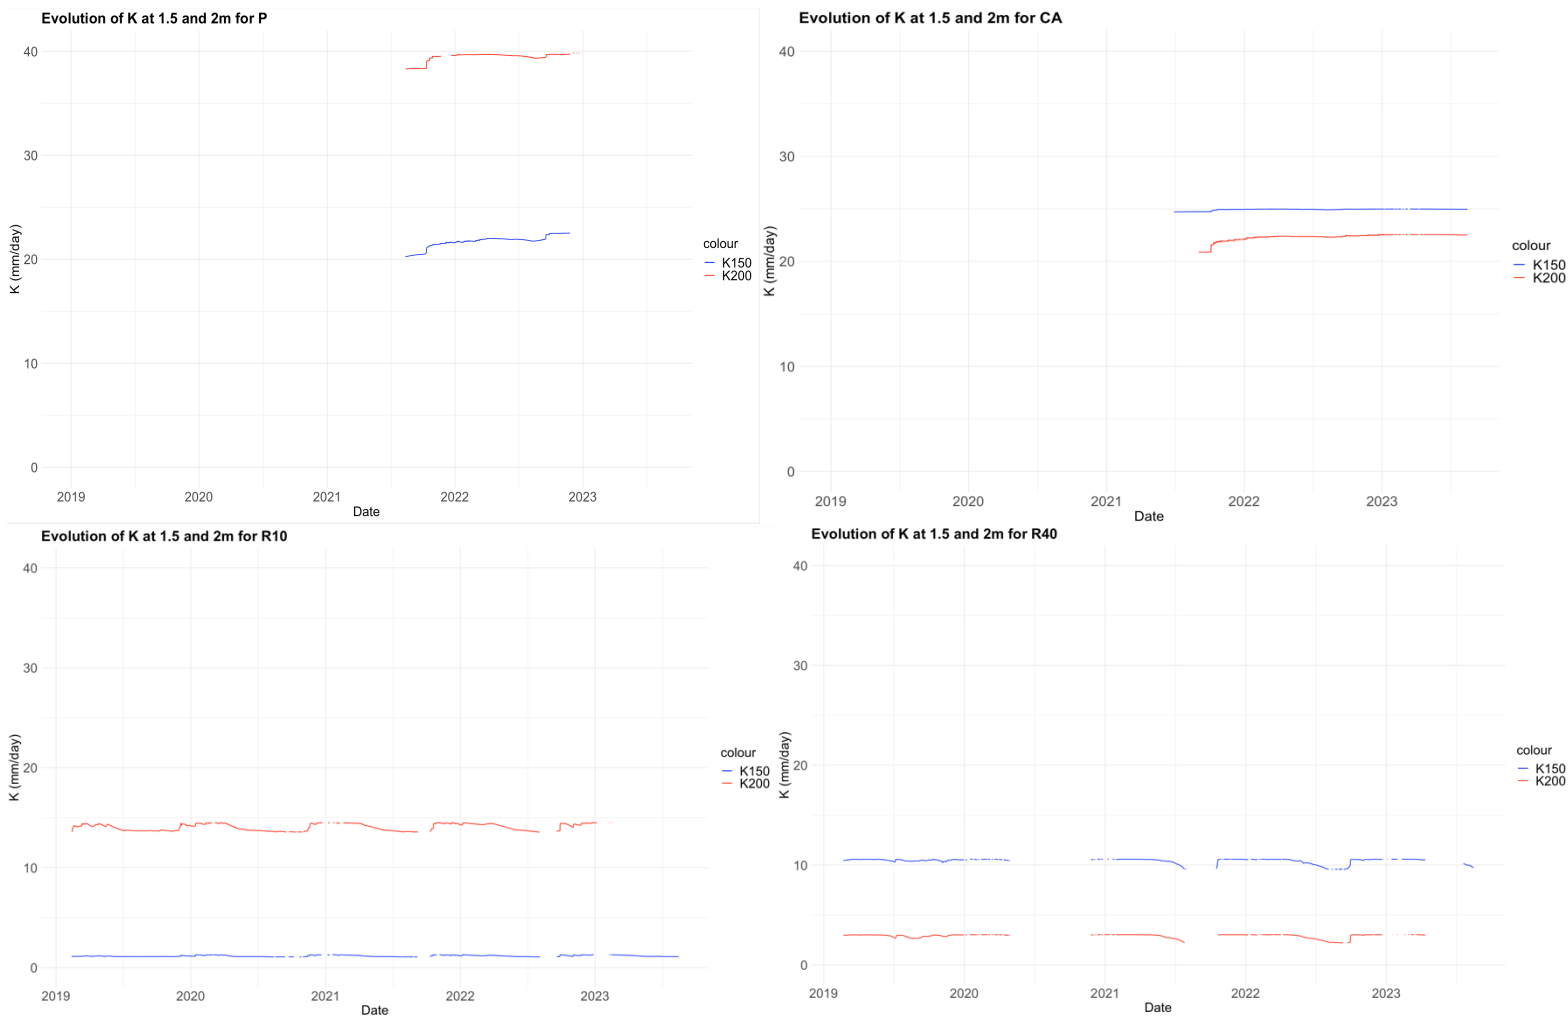 Evolution of K at 1.5 and 2m for P
40
30
20
10
0
K (mm/day)
2019 2020 2021 2022 2023
Date
colour
K150
K200
Evolution of K at 1.5 and 2m for CA
40
30
20
10
0
K (mm/day)
2019 2020 2021 2022 2023
Date
colour
K150
K200
Evolution of K at 1.5 and 2m for R10
40
30
20
10
0
K (mm/day)
2019 2020 2021 2022 2023
Date
colour
K150
K200
Evolution of K at 1.5 and 2m for R40
40
30
20
10
0
K (mm/day)
2019 2020 2021 2022 2023
Date
colour
K150
K200